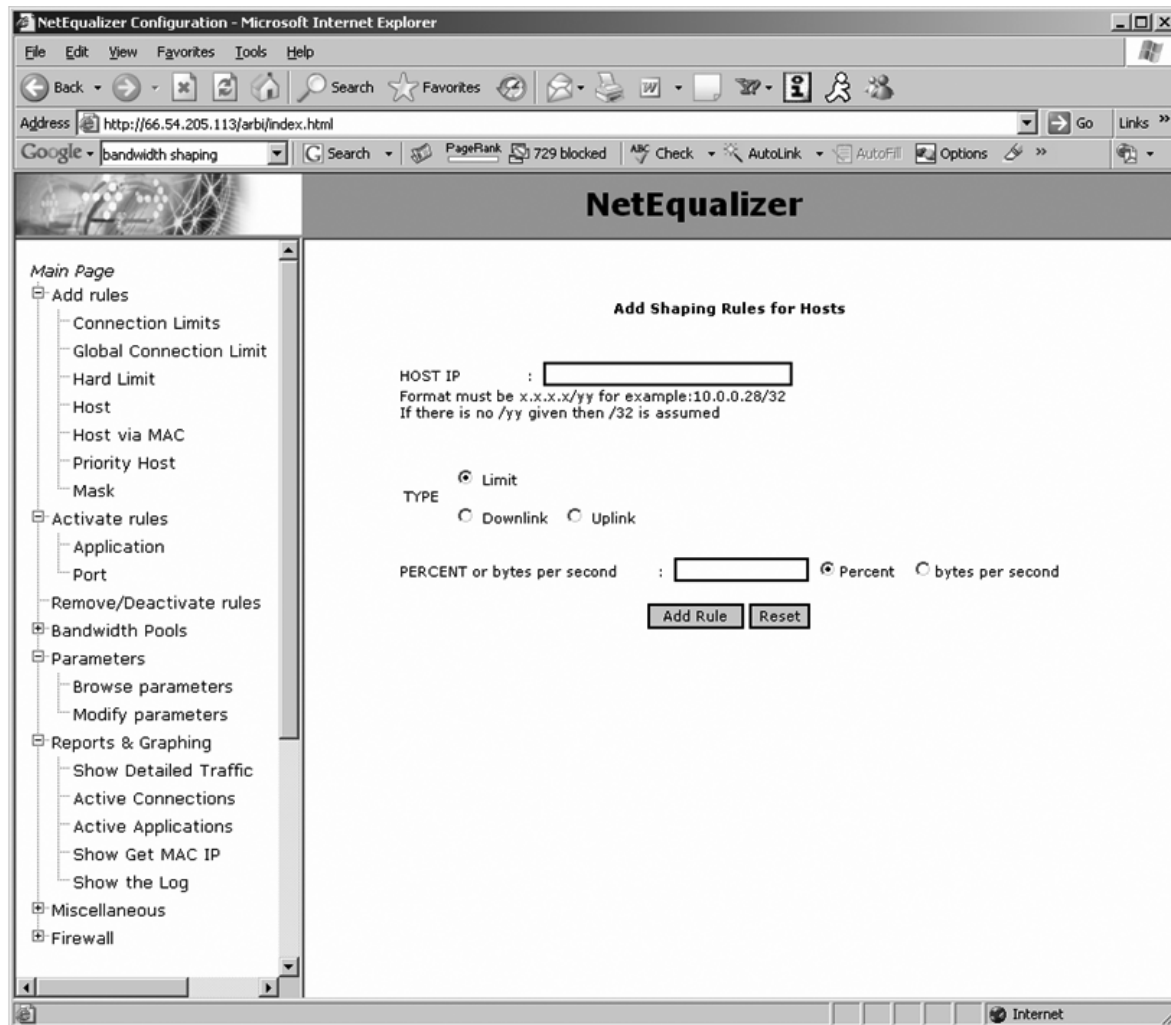 NetEqualizer Configuration - Microsoft Internet Explorer
File Edit View Favorites Tools Help
Back Search Favorites
Address http://66.54.205.113/arbi/index.html Go Links »
Google bandwidth shaping G Search PageRank 729 blocked ABC Check AutoLink AutoFill Options »
NetEqualizer
Main Page
Add rules
Connection Limits
Global Connection Limit
Hard Limit
Host
Host via MAC
Priority Host
Mask
Activate rules
Application
Port
Remove/Deactivate rules
Bandwidth Pools
Parameters
Browse parameters
Modify parameters
Reports & Graphing
Show Detailed Traffic
Active Connections
Active Applications
Show Get MAC IP
Show the Log
Miscellaneous
Firewall
Add Shaping Rules for Hosts
HOST IP :
Format must be x.x.x.x/yy for example:10.0.0.28/32
If there is no /yy given then /32 is assumed
TYPE
Limit
Downlink Uplink
PERCENT or bytes per second : Percent bytes per second
Add Rule Reset
Internet